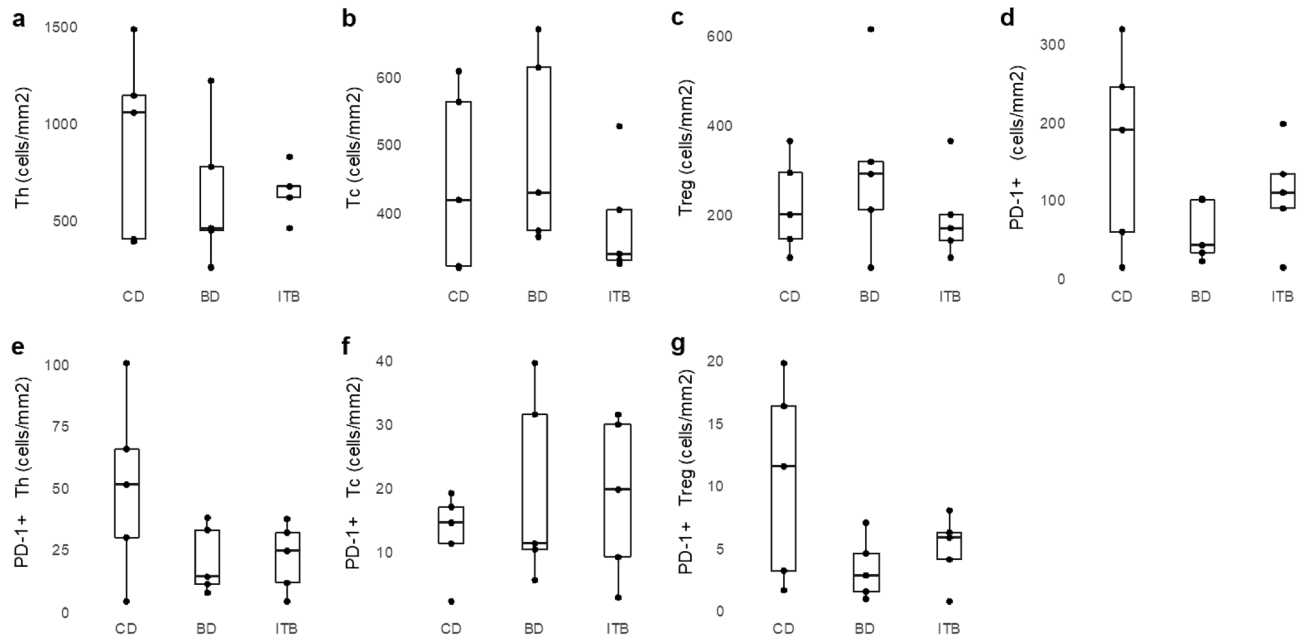 a
Th (cells/mm2)
1500
1000
500
CD BD ITB
b
Tc (cells/mm2)
600
500
400
CD BD ITB
c
Treg (cells/mm2)
600
400
200
CD BD ITB
d
PD-1+ (cells/mm2)
300
200
100
0
CD BD ITB
e
PD-1+ Th (cells/mm2)
100
75
50
25
0
CD BD ITB
f
PD-1+ Tc (cells/mm2)
40
30
20
10
CD BD ITB
g
PD-1+ Treg (cells/mm2)
20
15
10
5
0
CD BD ITB